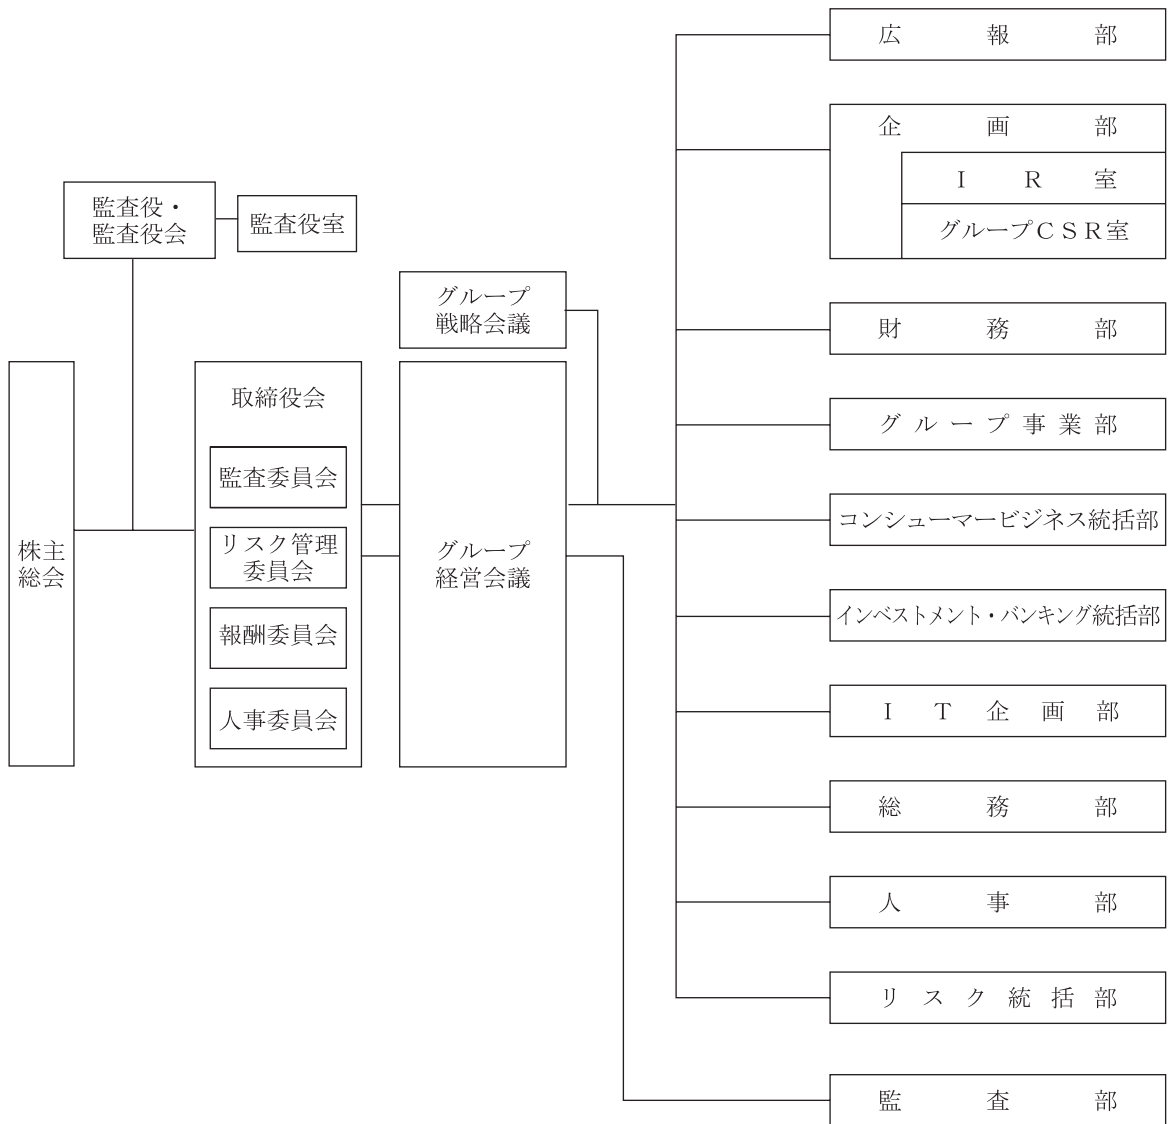 株主
総会
監査役・
監査役会
監査役室
取締役会
監査委員会
リスク管理
委員会
報酬委員会
人事委員会
グループ
戦略会議
グループ
経営会議
広報部
企画部
ＩＲ室
グループＣＳＲ室
財務部
グループ事業部
コンシューマービジネス統括部
インベストメント・バンキング統括部
ＩＴ企画部
総務部
人事部
リスク統括部
監査部